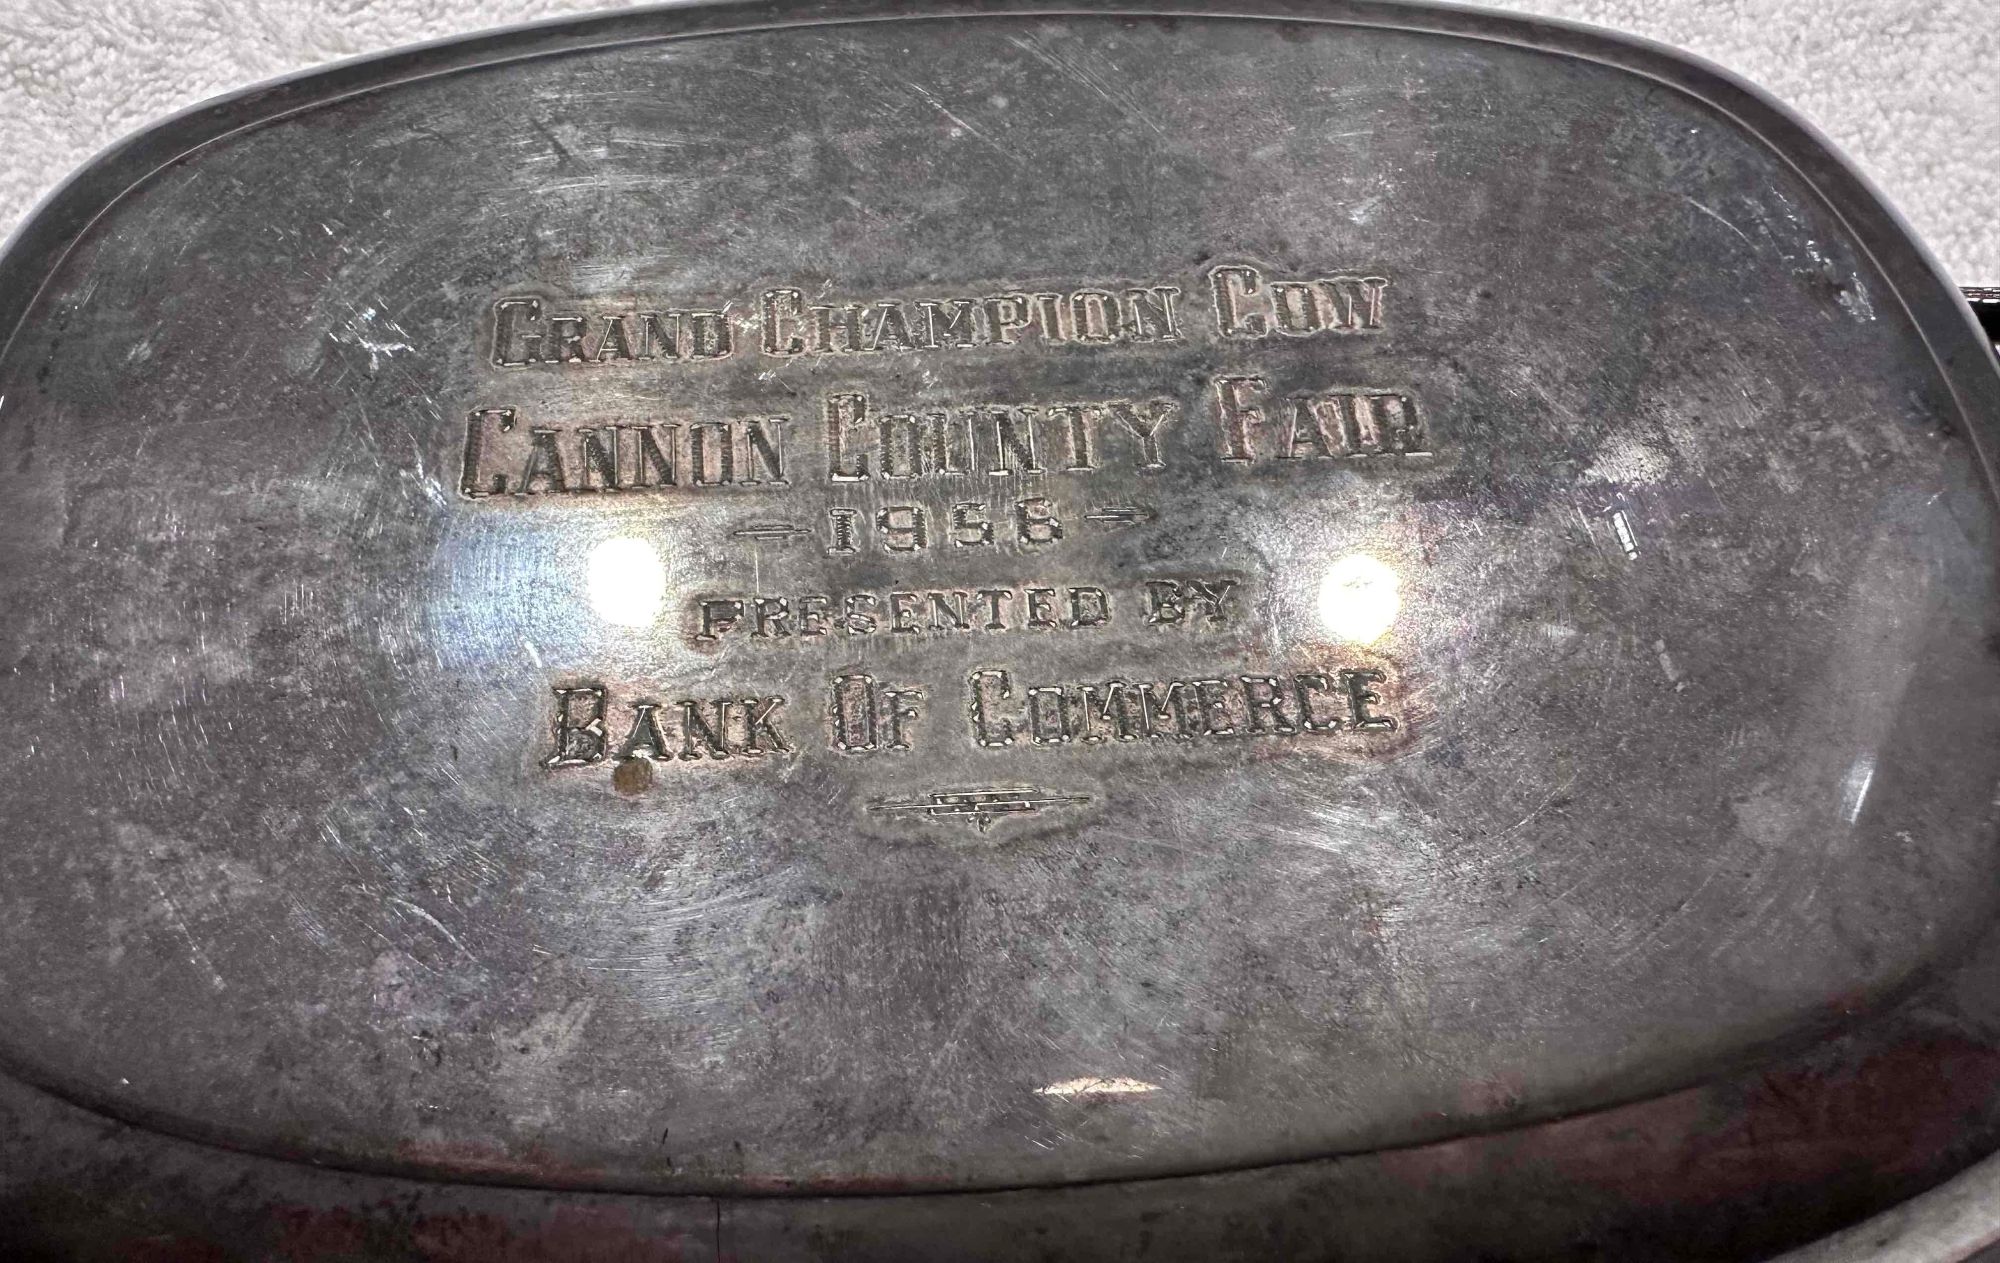 Grand Champion Cow
Cannon County Fair
1956
PRESENTED BY
Bank Of Commerce